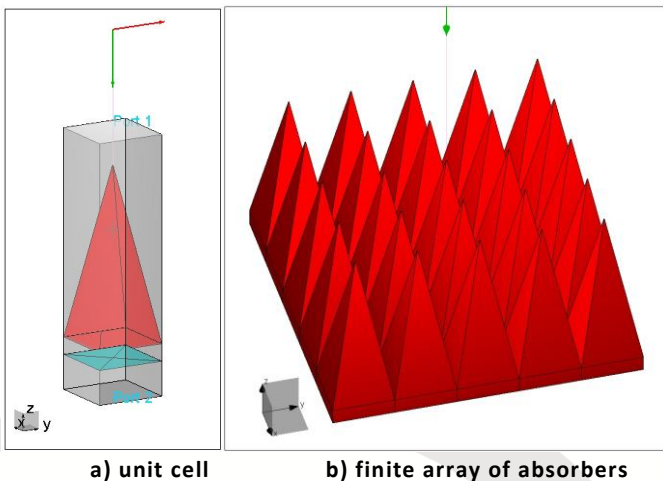 Port 1
Port 2
z
x
y
z
Y
x
a) unit cell
b) finite array of absorbers